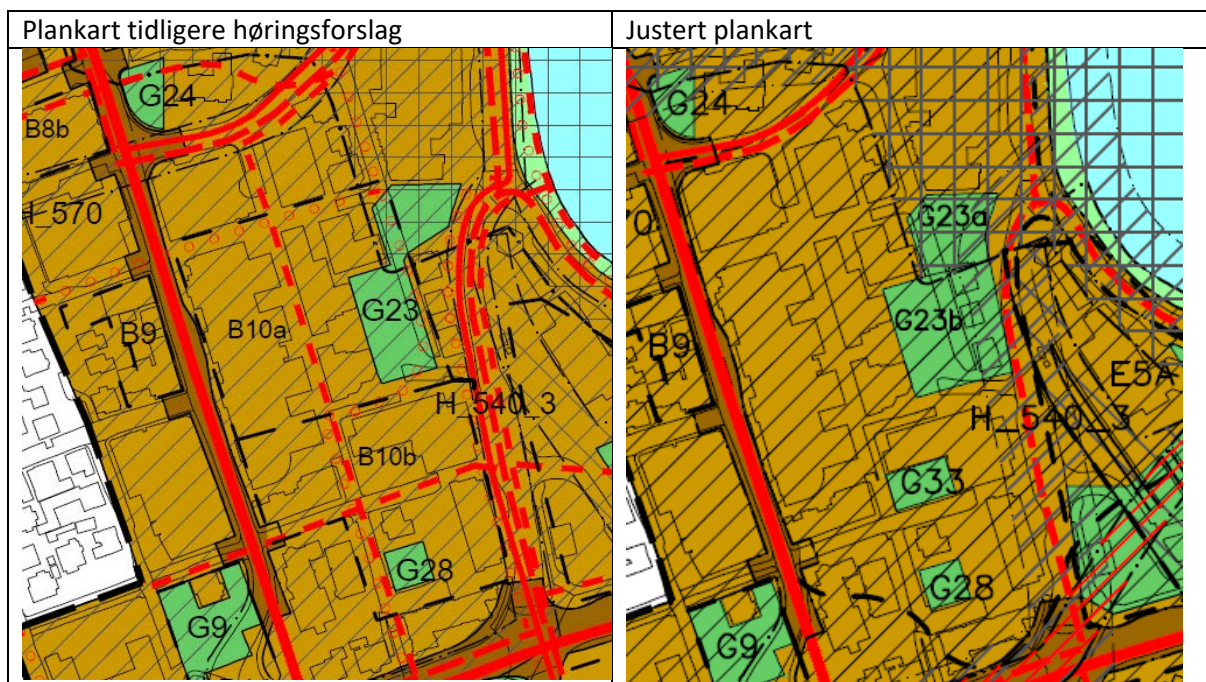 Plankart tidligere høringsforslag
Justert plankart
G24
B8b
H_570
G23
B9
B10a
H_540_3
B10b
G28
G9
G24
G23a
0
G23b
B9
E5A
H_540_3
G33
G28
G9